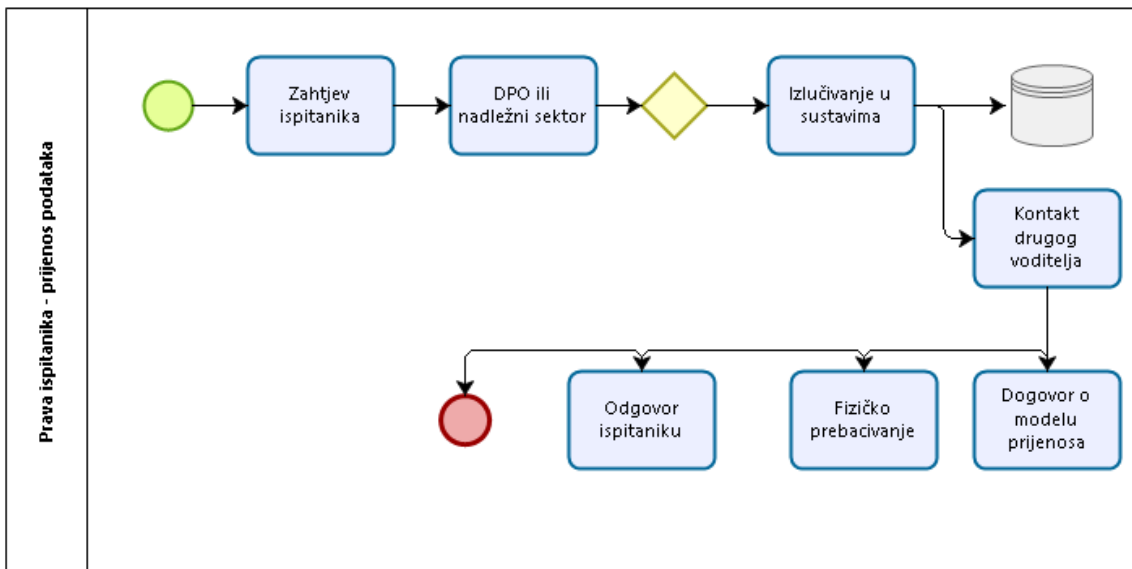 Prava ispitanika - prijenos podataka
Zahtjev
ispitanika
DPO ili
nadležni sektor
Izlučivanje u
sustavima
Kontakt
drugog
voditelja
Odgovor
ispitaniku
Fizičko
prebacivanje
Dogovor o
modelu
prijenosa